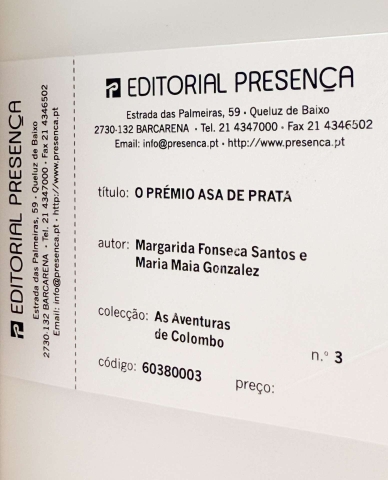 EDITORIAL PRESENÇA
Estrada das Palmeiras, 59 · Queluz de Baixo
2730-132 BARCARENA · Tel. 21 4347000 · Fax 21 4346502
Email: info@presenca.pt · http://www.presenca.pt
EDITORIAL PRESENÇA
Estrada das Palmeiras, 59 · Queluz de Baixo
2730-132 BARCARENA · Tel. 21 4347000 · Fax 21 4346502
Email: info@presenca.pt · http://www.presenca.pt
título: O PRÉMIO ASA DE PRATA
autor: Margarida Fonseca Santos e
Maria Maia Gonzalez
colecção: As Aventuras
de Colombo
n.º 3
código: 60380003
preço: